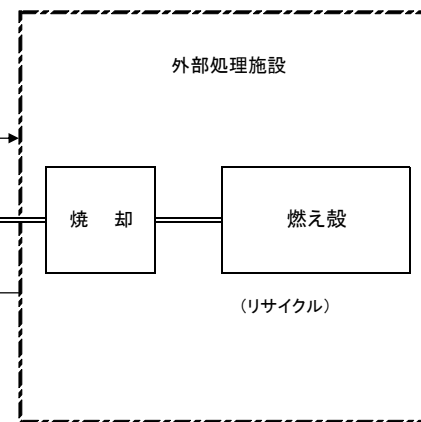 外部処理施設
焼　却
燃え殻
（リサイクル）